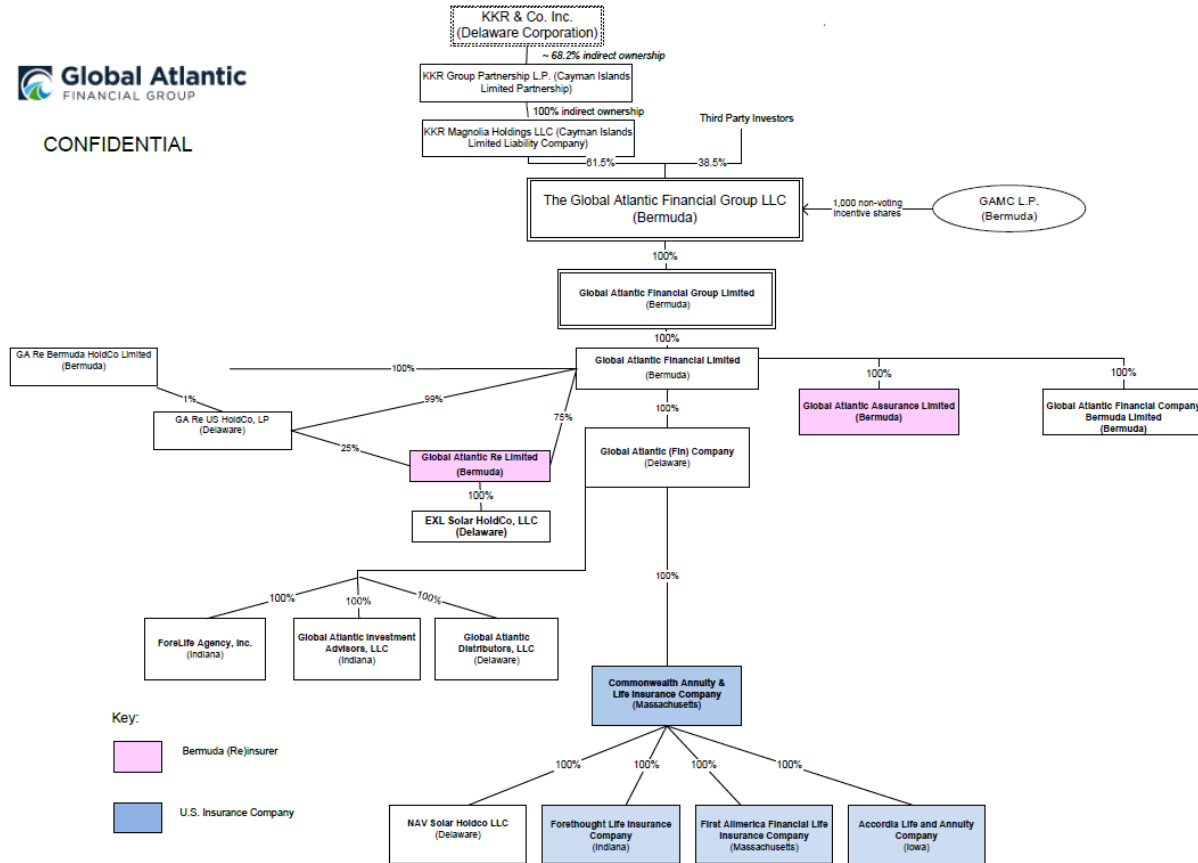 KKR & Co. Inc.
(Delaware Corporation)
~ 68.2% indirect ownership
Global Atlantic
FINANCIAL GROUP
KKR Group Partnership L.P. (Cayman Islands
Limited Partnership)
100% indirect ownership
CONFIDENTIAL
KKR Magnolia Holdings LLC (Cayman Islands
Limited Liability Company)
Third Party Investors
61.5%
38.5%
The Global Atlantic Financial Group LLC
(Bermuda)
1,000 non-voting
incentive shares
GAMC L.P.
(Bermuda)
100%
Global Atlantic Financial Group Limited
(Bermuda)
100%
GA Re Bermuda HoldCo Limited
(Bermuda)
100%
Global Atlantic Financial Limited
(Bermuda)
100%
100%
1%
99%
75%
100%
Global Atlantic Assurance Limited
(Bermuda)
Global Atlantic Financial Company
Bermuda Limited
(Bermuda)
GA Re US HoldCo, LP
(Delaware)
25%
Global Atlantic Re Limited
(Bermuda)
Global Atlantic (Fin) Company
(Delaware)
100%
EXL Solar HoldCo, LLC
(Delaware)
100%
100%
100%
100%
ForeLife Agency, Inc.
(Indiana)
Global Atlantic Investment
Advisors, LLC
(Indiana)
Global Atlantic
Distributors, LLC
(Delaware)
Commonwealth Annuity &
Life Insurance Company
(Massachusetts)
Key:
Bermuda (Re)insurer
100%
100%
100%
100%
U.S. Insurance Company
NAV Solar Holdco LLC
(Delaware)
Forethought Life Insurance
Company
(Indiana)
First Allmerica Financial Life
Insurance Company
(Massachusetts)
Accordia Life and Annuity
Company
(Iowa)